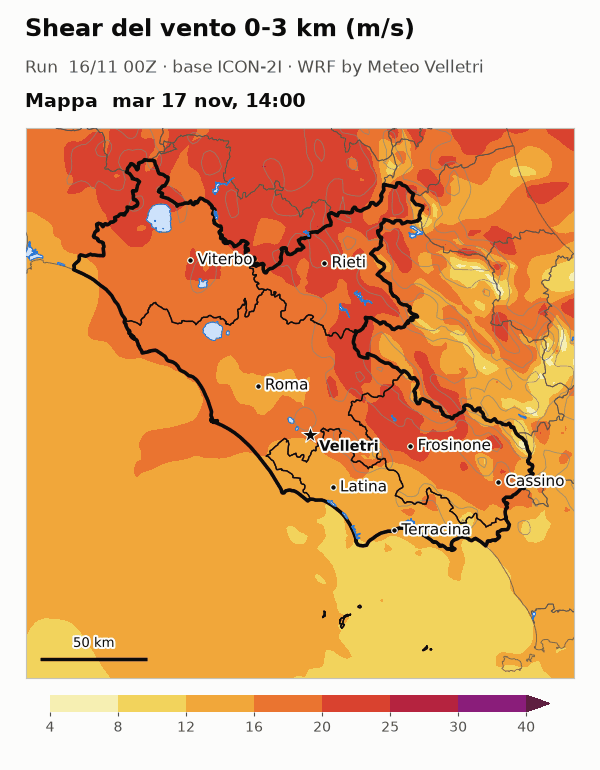 Shear del vento 0-3 km (m/s)
Run  16/11 00Z · base ICON-2I · WRF by Meteo Velletri
Mappa  mar 17 nov, 14:00
Viterbo
Rieti
Roma
Velletri
Frosinone
Cassino
Latina
Terracina
50 km
4 8 12 16 20 25 30 40